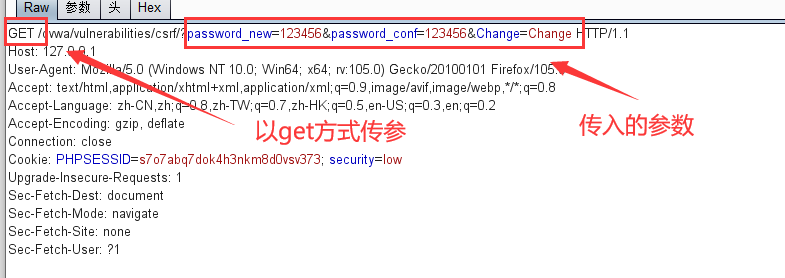 Raw 参数 头 Hex
GET /dvwa/vulnerabilities/csrf/?password_new=123456&password_conf=123456&Change=Change HTTP/1.1
Host: 127.0.0.1
User-Agent: Mozilla/5.0 (Windows NT 10.0; Win64; x64; rv:105.0) Gecko/20100101 Firefox/105.
Accept: text/html,application/xhtml+xml,application/xml;q=0.9,image/avif,image/webp,*/*;q=0.8
Accept-Language: zh-CN,zh;q=0.8,zh-TW;q=0.7,zh-HK;q=0.5,en-US;q=0.3,en;q=0.2
Accept-Encoding: gzip, deflate
以get方式传参
传入的参数
Connection: close
Cookie: PHPSESSID=s7o7abq7dok4h3nkm8d0vsv373; security=low
Upgrade-Insecure-Requests: 1
Sec-Fetch-Dest: document
Sec-Fetch-Mode: navigate
Sec-Fetch-Site: none
Sec-Fetch-User: ?1